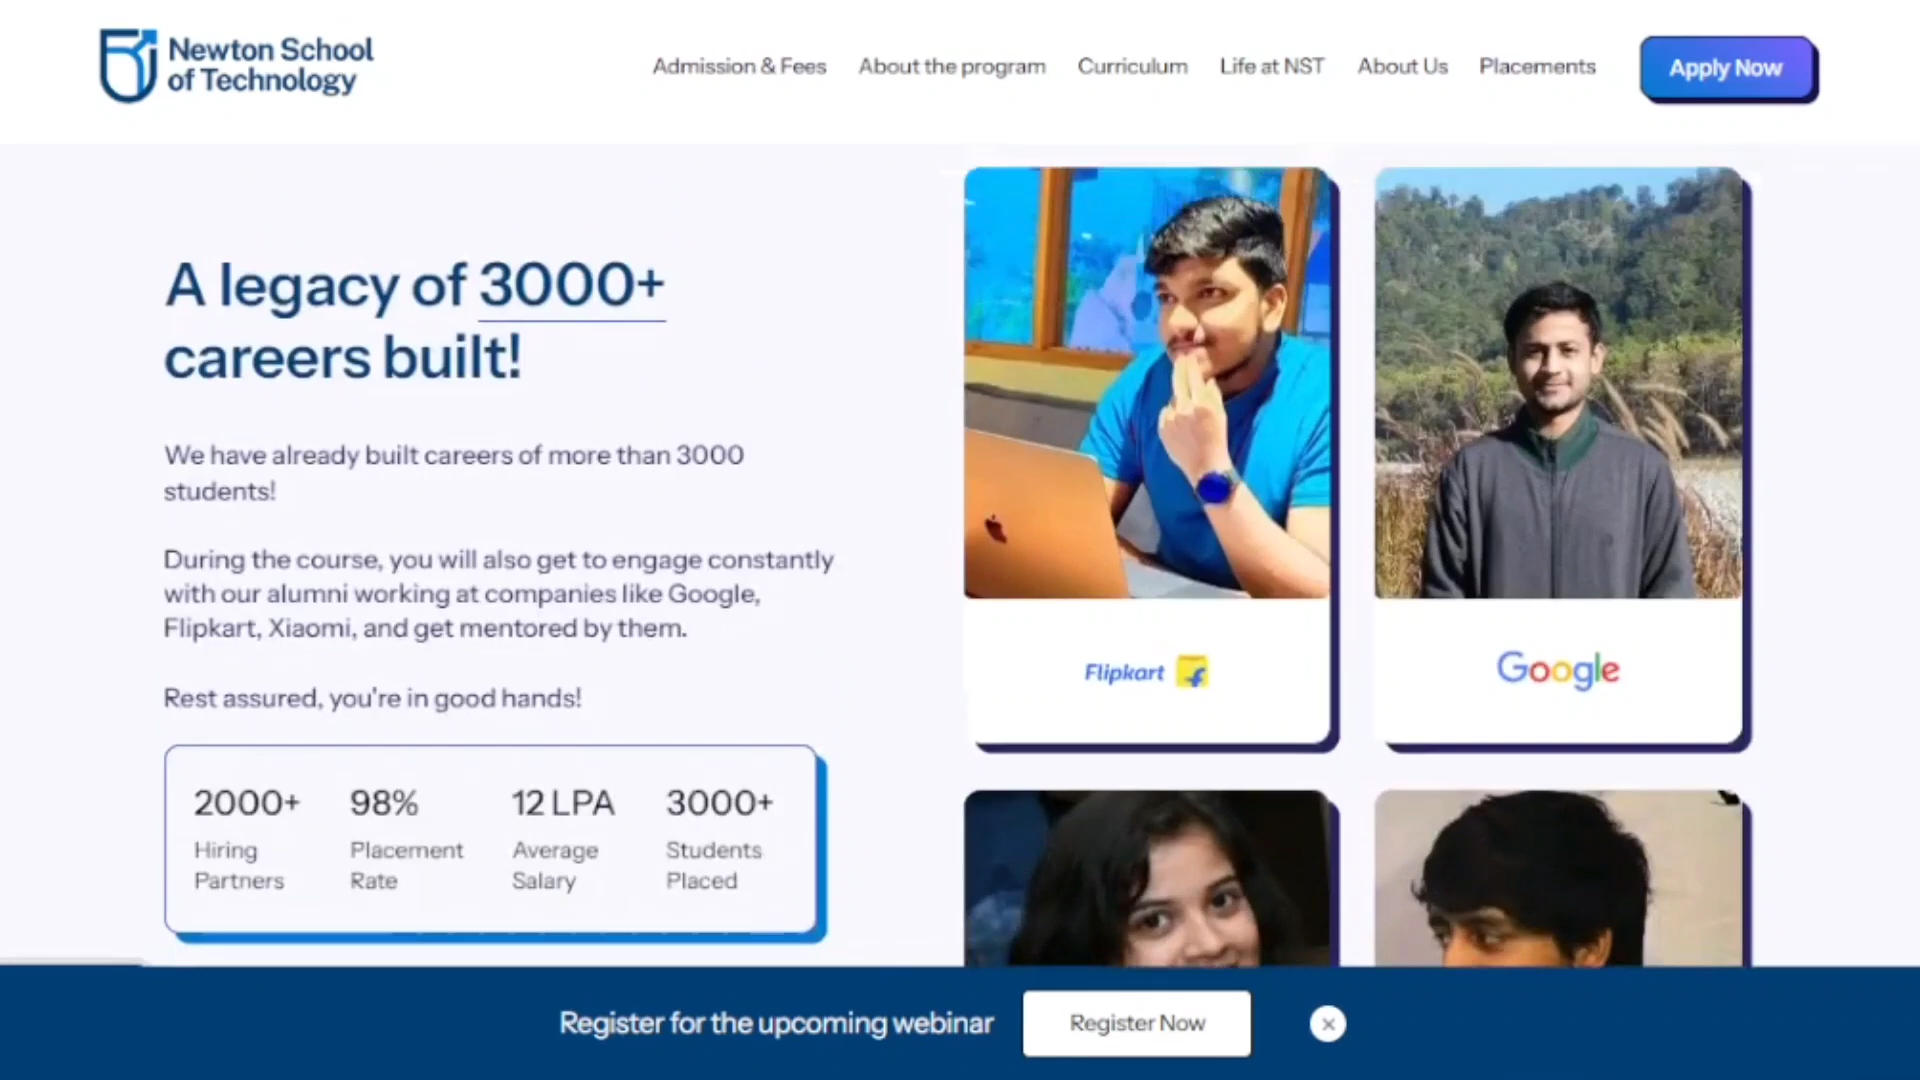 Newton School
of Technology
Admission & Fees
About the program
Curriculum
Life at NST
About Us
Placements
Apply Now
A legacy of 3000+
careers built!
We have already built careers of more than 3000
students!
During the course, you will also get to engage constantly
with our alumni working at companies like Google,
Flipkart, Xiaomi, and get mentored by them.
Rest assured, you're in good hands!
2000+
Hiring
Partners
98%
Placement
Rate
12 LPA
Average
Salary
3000+
Students
Placed
Flipkart
Google
Register for the upcoming webinar
Register Now